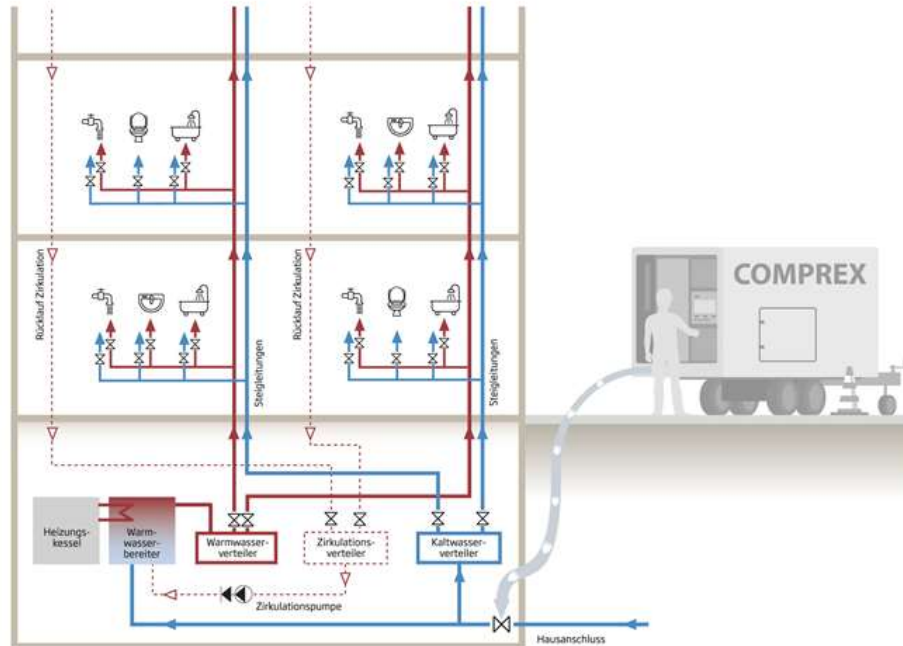 COMPREX
Rücklauf Zirkulation
Steigleitungen
Rücklauf Zirkulation
Steigleitungen
Heizungs-
kessel
Warm-
wasser-
bereiter
Warmwasser-
verteiler
Zirkulations-
verteiler
Kaltwasser-
verteiler
Zirkulationspumpe
Hausanschluss